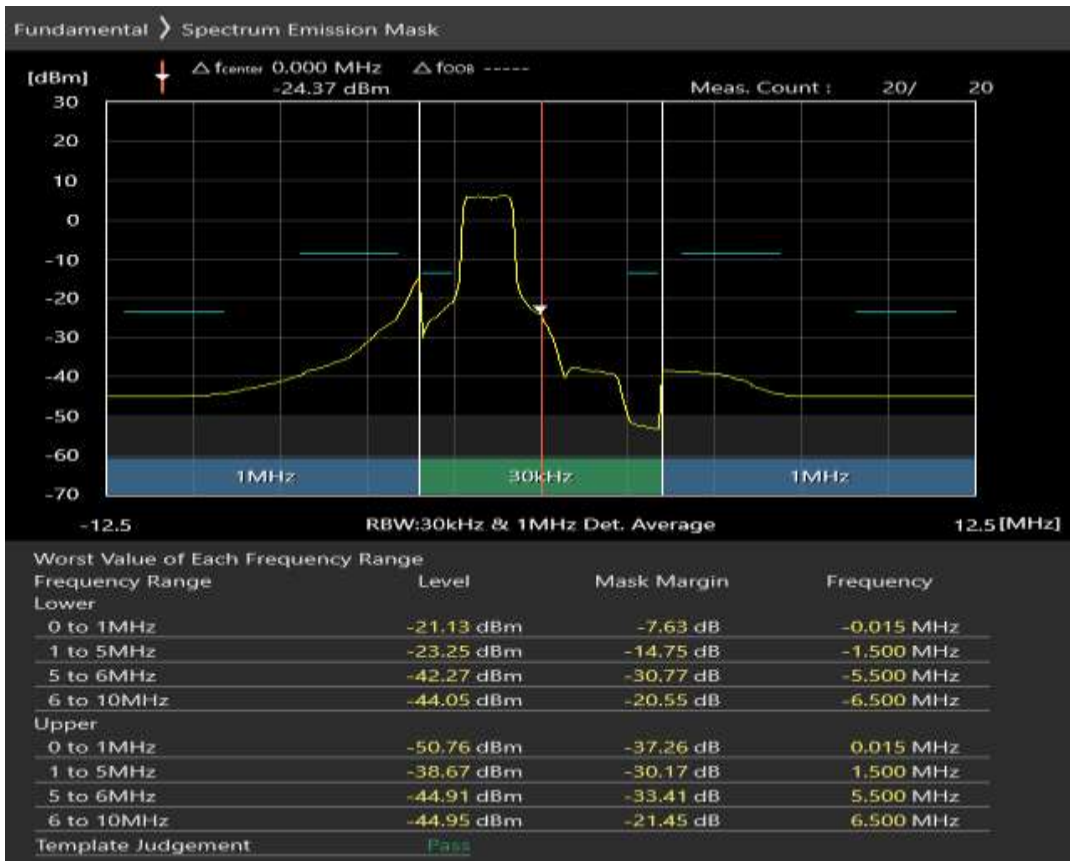 Fundamental ❯ Spectrum Emission Mask
[dBm] △ fcenter 0.000 MHz △ fOOB -----
-24.37 dBm Meas. Count : 20/ 20
30
20
10
0
-10
-20
-30
-40
-50
-60
-70
1MHz 30kHz 1MHz
-12.5 RBW:30kHz & 1MHz Det. Average 12.5 [MHz]
Worst Value of Each Frequency Range
Frequency Range Level Mask Margin Frequency
Lower
0 to 1MHz -21.13 dBm -7.63 dB -0.015 MHz
1 to 5MHz -23.25 dBm -14.75 dB -1.500 MHz
5 to 6MHz -42.27 dBm -30.77 dB -5.500 MHz
6 to 10MHz -44.05 dBm -20.55 dB -6.500 MHz
Upper
0 to 1MHz -50.76 dBm -37.26 dB 0.015 MHz
1 to 5MHz -38.67 dBm -30.17 dB 1.500 MHz
5 to 6MHz -44.91 dBm -33.41 dB 5.500 MHz
6 to 10MHz -44.95 dBm -21.45 dB 6.500 MHz
Template Judgement Pass